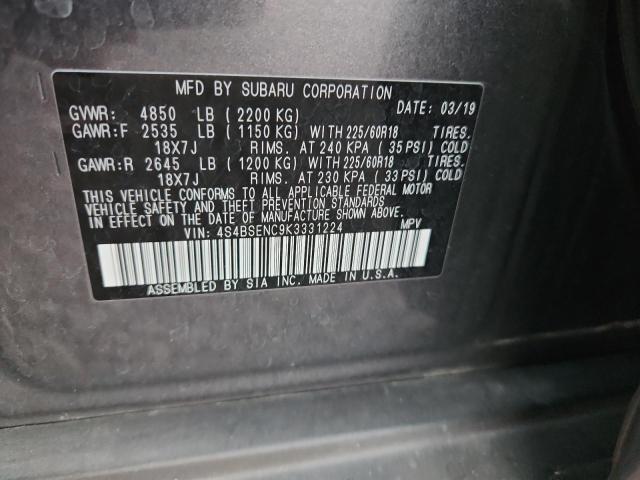 MFD BY SUBARU CORPORATION
GVWR: 4850 LB (2200 KG) DATE: 03/19
GAWR:F 2535 LB (1150 KG) WITH 225/60R18 TIRES,
18X7J RIMS, AT 240 KPA (35 PSI) COLD
GAWR:R 2645 LB (1200 KG) WITH 225/60R18 TIRES,
18X7J RIMS, AT 230 KPA (33 PSI) COLD
THIS VEHICLE CONFORMS TO ALL APPLICABLE FEDERAL MOTOR
VEHICLE SAFETY AND THEFT PREVENTION STANDARDS
IN EFFECT ON THE DATE OF MANUFACTURE SHOWN ABOVE.
VIN: 4S4BSENC9K3331224 MPV
ASSEMBLED BY SIA INC. MADE IN U.S.A.